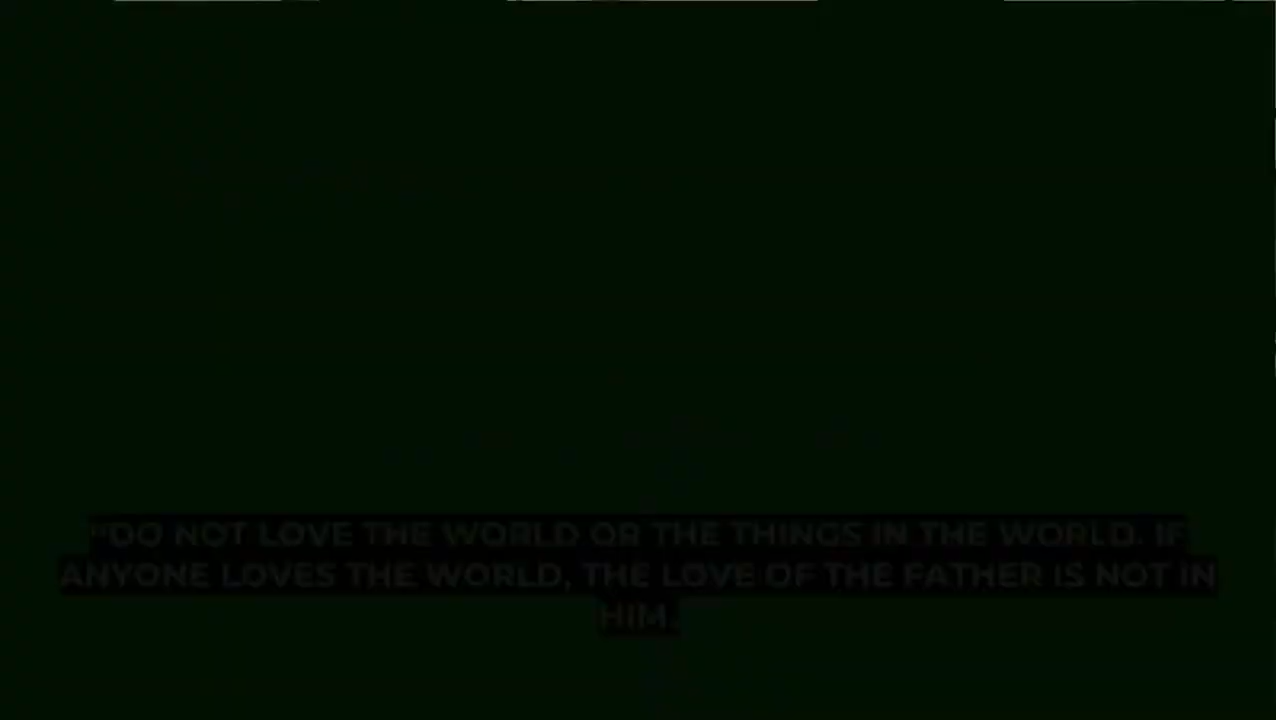 "DO NOT LOVE THE WORLD OR THE THINGS IN THE WORLD. IF
ANYONE LOVES THE WORLD, THE LOVE OF THE FATHER IS NOT IN
HIM.